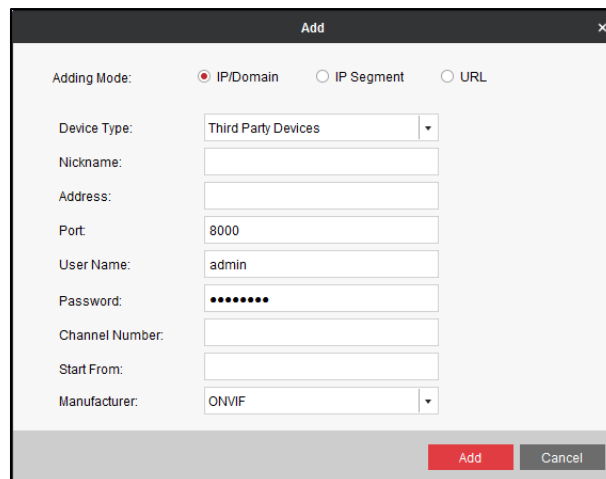 Add
Adding Mode: IP/Domain IP Segment URL
Device Type: Third Party Devices
Nickname:
Address:
Port: 8000
User Name: admin
Password: ●●●●●●●●
Channel Number:
Start From:
Manufacturer: ONVIF
Add Cancel